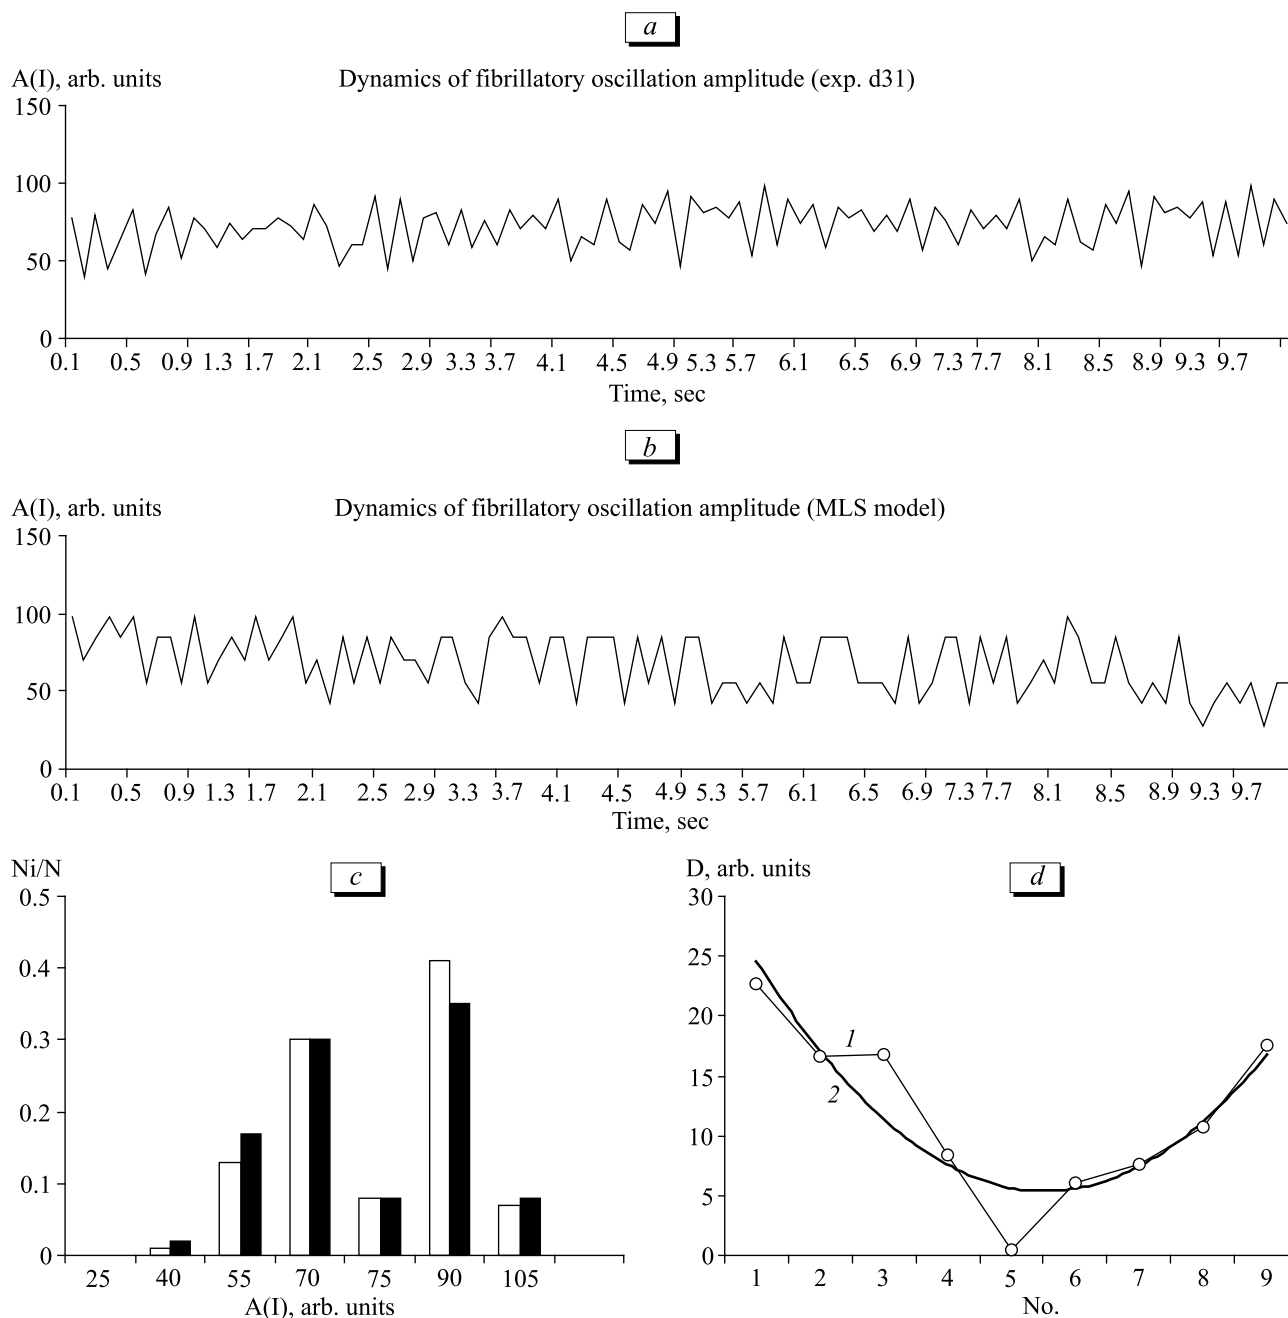 a
A(I), arb. units Dynamics of fibrillatory oscillation amplitude (exp. d31)
150
100
50
0
0.1 0.5 0.9 1.3 1.7 2.1 2.5 2.9 3.3 3.7 4.1 4.5 4.9 5.3 5.7 6.1 6.5 6.9 7.3 7.7 8.1 8.5 8.9 9.3 9.7
Time, sec
b
A(I), arb. units Dynamics of fibrillatory oscillation amplitude (MLS model)
150
100
50
0
0.1 0.5 0.9 1.3 1.7 2.1 2.5 2.9 3.3 3.7 4.1 4.5 4.9 5.3 5.7 6.1 6.5 6.9 7.3 7.7 8.1 8.5 8.9 9.3 9.7
Time, sec
Ni/N c
0.5
0.4
0.3
0.2
0.1
0
25 40 55 70 75 90 105
A(I), arb. units
D, arb. units d
30
25
20
15
10
5
0
1
2
1 2 3 4 5 6 7 8 9
No.